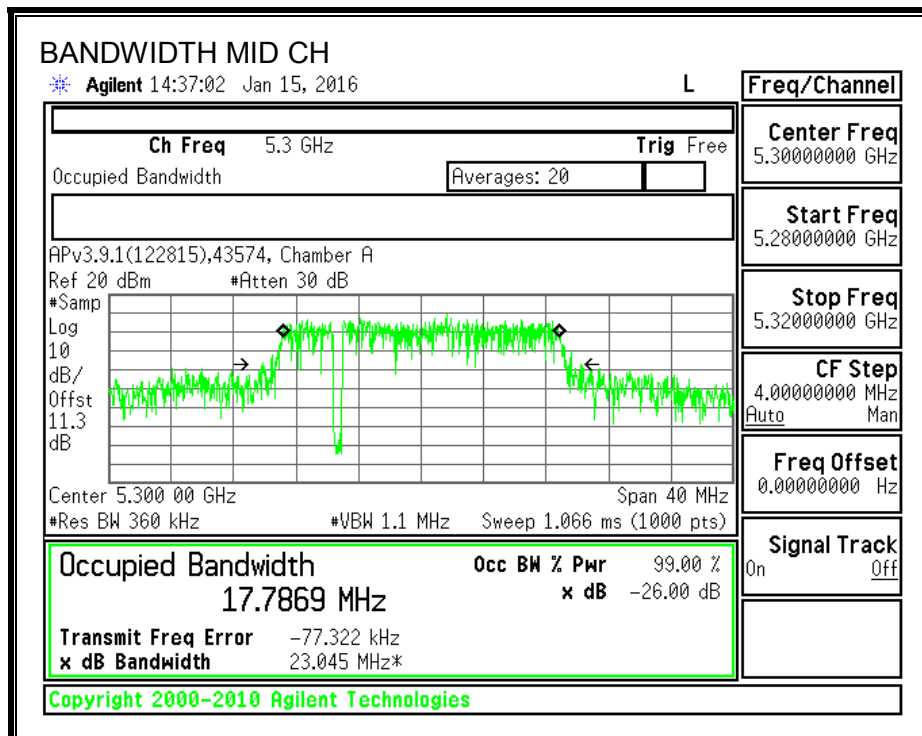 BANDWIDTH MID CH
Agilent 14:37:02 Jan 15, 2016 L
Freq/Channel
Ch Freq 5.3 GHz Trig Free
Occupied Bandwidth Averages: 20
APv3.9.1(122815),43574, Chamber A
Ref 20 dBm #Atten 30 dB
#Samp
Log
10
dB/
Offst
11.3
dB
Center 5.300 00 GHz Span 40 MHz
#Res BW 360 kHz #VBW 1.1 MHz Sweep 1.066 ms (1000 pts)
Occupied Bandwidth Occ BW % Pwr 99.00 %
17.7869 MHz x dB -26.00 dB
Transmit Freq Error -77.322 kHz
x dB Bandwidth 23.045 MHz*
Copyright 2000-2010 Agilent Technologies
Center Freq
5.30000000 GHz
Start Freq
5.28000000 GHz
Stop Freq
5.32000000 GHz
CF Step
4.00000000 MHz
Auto Man
Freq Offset
0.00000000 Hz
Signal Track
On Off